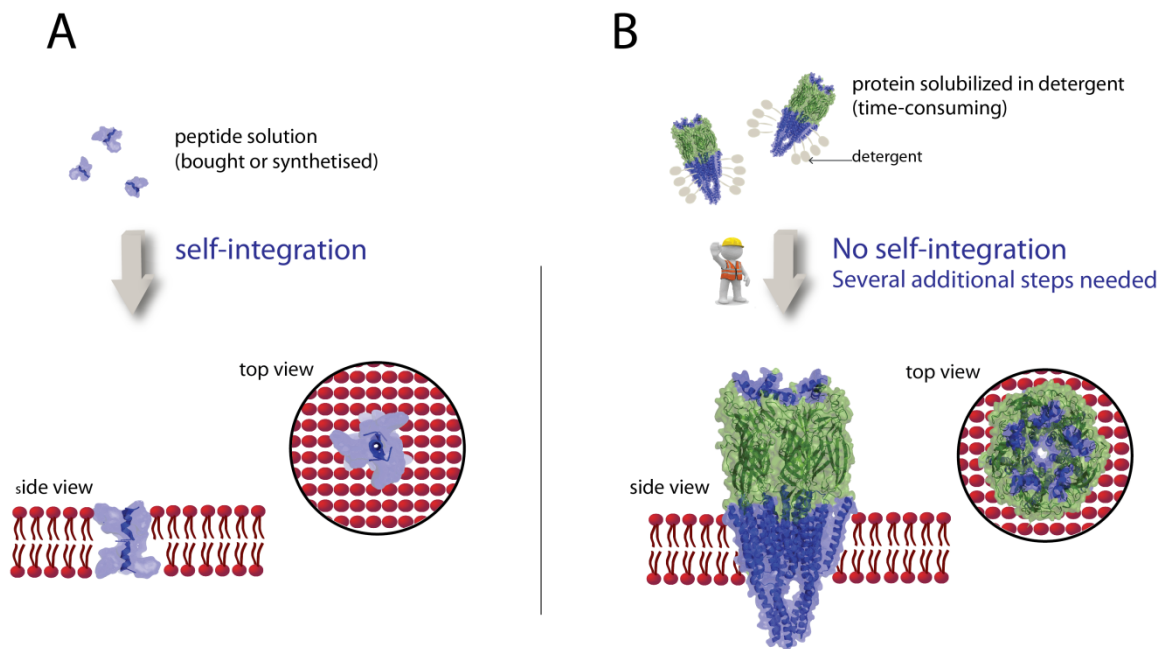 A
peptide solution
(bought or synthetised)
self-integration
top view
side view
B
protein solubilized in detergent
(time-consuming)
detergent
No self-integration
Several additional steps needed
top view
side view